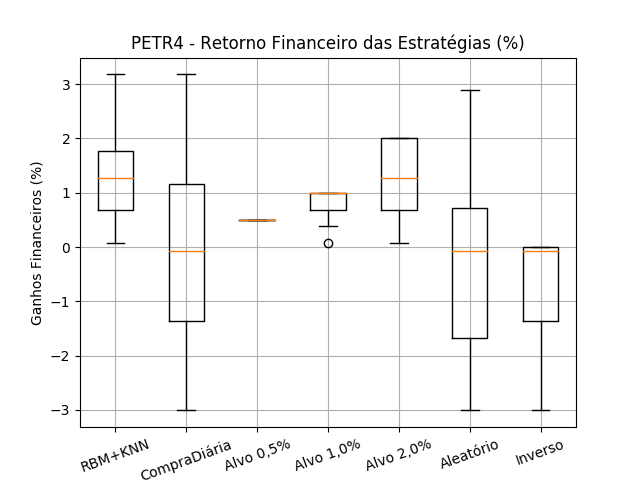 PETR4 - Retorno Financeiro das Estratégias (%)
Ganhos Financeiros (%)
3
2
1
0
−1
−2
−3
RBM+KNN
CompraDiária
Alvo 0,5%
Alvo 1,0%
Alvo 2,0%
Aleatório
Inverso